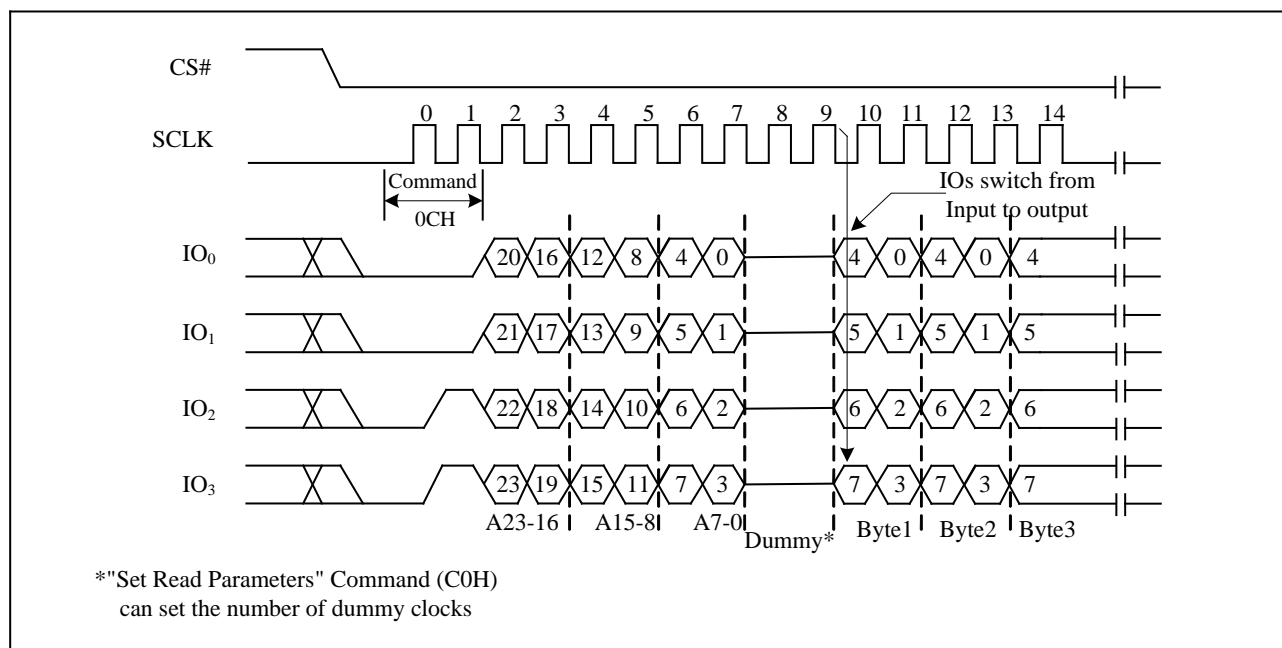 CS#
0 1 2 3 4 5 6 7 8 9 10 11 12 13 14
SCLK
Command
0CH
IOs switch from
Input to output
IO₀ 20 16 12 8 4 0 4 0 4 0 4
IO₁ 21 17 13 9 5 1 5 1 5 1 5
IO₂ 22 18 14 10 6 2 6 2 6 2 6
IO₃ 23 19 15 11 7 3 7 3 7 3 7
A23-16 A15-8 A7-0
Dummy* Byte1 Byte2 Byte3
*"Set Read Parameters" Command (C0H)
can set the number of dummy clocks